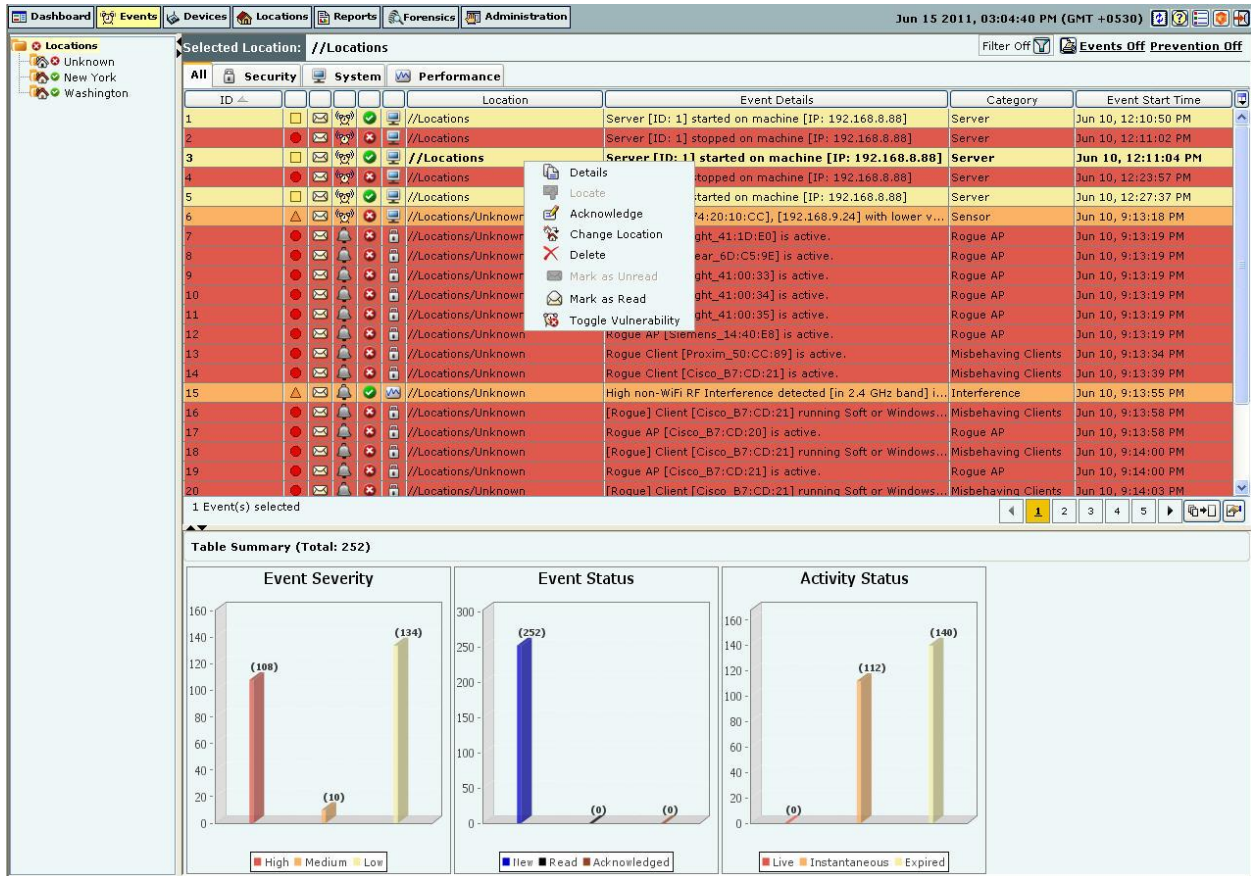 Dashboard Events Devices Locations Reports Forensics Administration Jun 15 2011, 03:04:40 PM (GMT +0530)
Locations
Unknown
New York
Washington
Selected Location: //Locations Filter Off Events Off Prevention Off
All Security System Performance
ID Location Event Details Category Event Start Time
1 //Locations Server [ID: 1] started on machine [IP: 192.168.8.88] Server Jun 10, 12:10:50 PM
2 //Locations Server [ID: 1] stopped on machine [IP: 192.168.8.88] Server Jun 10, 12:11:02 PM
3 //Locations Server [ID: 1] started on machine [IP: 192.168.8.88] Server Jun 10, 12:11:04 PM
4 //Locations stopped on machine [IP: 192.168.8.88] Server Jun 10, 12:23:57 PM
5 //Locations started on machine [IP: 192.168.8.88] Server Jun 10, 12:27:37 PM
6 //Locations/Unknown 74:20:10:CC], [192.168.9.24] with lower v... Sensor Jun 10, 9:13:18 PM
7 //Locations/Unknown ght_41:1D:E0] is active. Rogue AP Jun 10, 9:13:19 PM
8 //Locations/Unknown ear_6D:C5:9E] is active. Rogue AP Jun 10, 9:13:19 PM
9 //Locations/Unknown ght_41:00:33] is active. Rogue AP Jun 10, 9:13:19 PM
10 //Locations/Unknown ght_41:00:34] is active. Rogue AP Jun 10, 9:13:19 PM
11 //Locations/Unknown ght_41:00:35] is active. Rogue AP Jun 10, 9:13:19 PM
12 //Locations/Unknown Rogue AP [Siemens_14:40:E8] is active. Rogue AP Jun 10, 9:13:19 PM
13 //Locations/Unknown Rogue Client [Proxim_50:CC:89] is active. Misbehaving Clients Jun 10, 9:13:34 PM
14 //Locations/Unknown Rogue Client [Cisco_B7:CD:21] is active. Misbehaving Clients Jun 10, 9:13:39 PM
15 //Locations/Unknown High non-WiFi RF Interference detected [in 2.4 GHz band] i... Interference Jun 10, 9:13:55 PM
16 //Locations/Unknown [Rogue] Client [Cisco_B7:CD:21] running Soft or Windows... Misbehaving Clients Jun 10, 9:13:58 PM
17 //Locations/Unknown Rogue AP [Cisco_B7:CD:20] is active. Rogue AP Jun 10, 9:13:58 PM
18 //Locations/Unknown [Rogue] Client [Cisco_B7:CD:21] running Soft or Windows... Misbehaving Clients Jun 10, 9:14:00 PM
19 //Locations/Unknown Rogue AP [Cisco_B7:CD:21] is active. Rogue AP Jun 10, 9:14:00 PM
20 //Locations/Unknown [Rogue] Client [Cisco_B7:CD:21] running Soft or Windows... Misbehaving Clients Jun 10, 9:14:03 PM
Details
Locate
Acknowledge
Change Location
Delete
Mark as Unread
Mark as Read
Toggle Vulnerability
1 Event(s) selected 1 2 3 4 5
Table Summary (Total: 252)
Event Severity
160
140
120
100
80
60
40
20
0
(108)
(10)
(134)
High Medium Low
Event Status
300
250
200
150
100
50
0
(252)
(0)
(0)
New Read Acknowledged
Activity Status
160
140
120
100
80
60
40
20
0
(0)
(112)
(140)
Live Instantaneous Expired